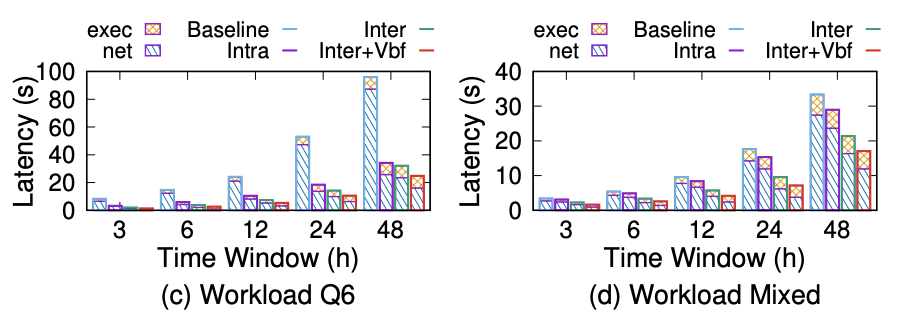 exec Baseline Inter
net Intra Inter+Vbf
Latency (s)
100
80
60
40
20
0
3 6 12 24 48
Time Window (h)
(c) Workload Q6
exec Baseline Inter
net Intra Inter+Vbf
Latency (s)
40
30
20
10
0
3 6 12 24 48
Time Window (h)
(d) Workload Mixed